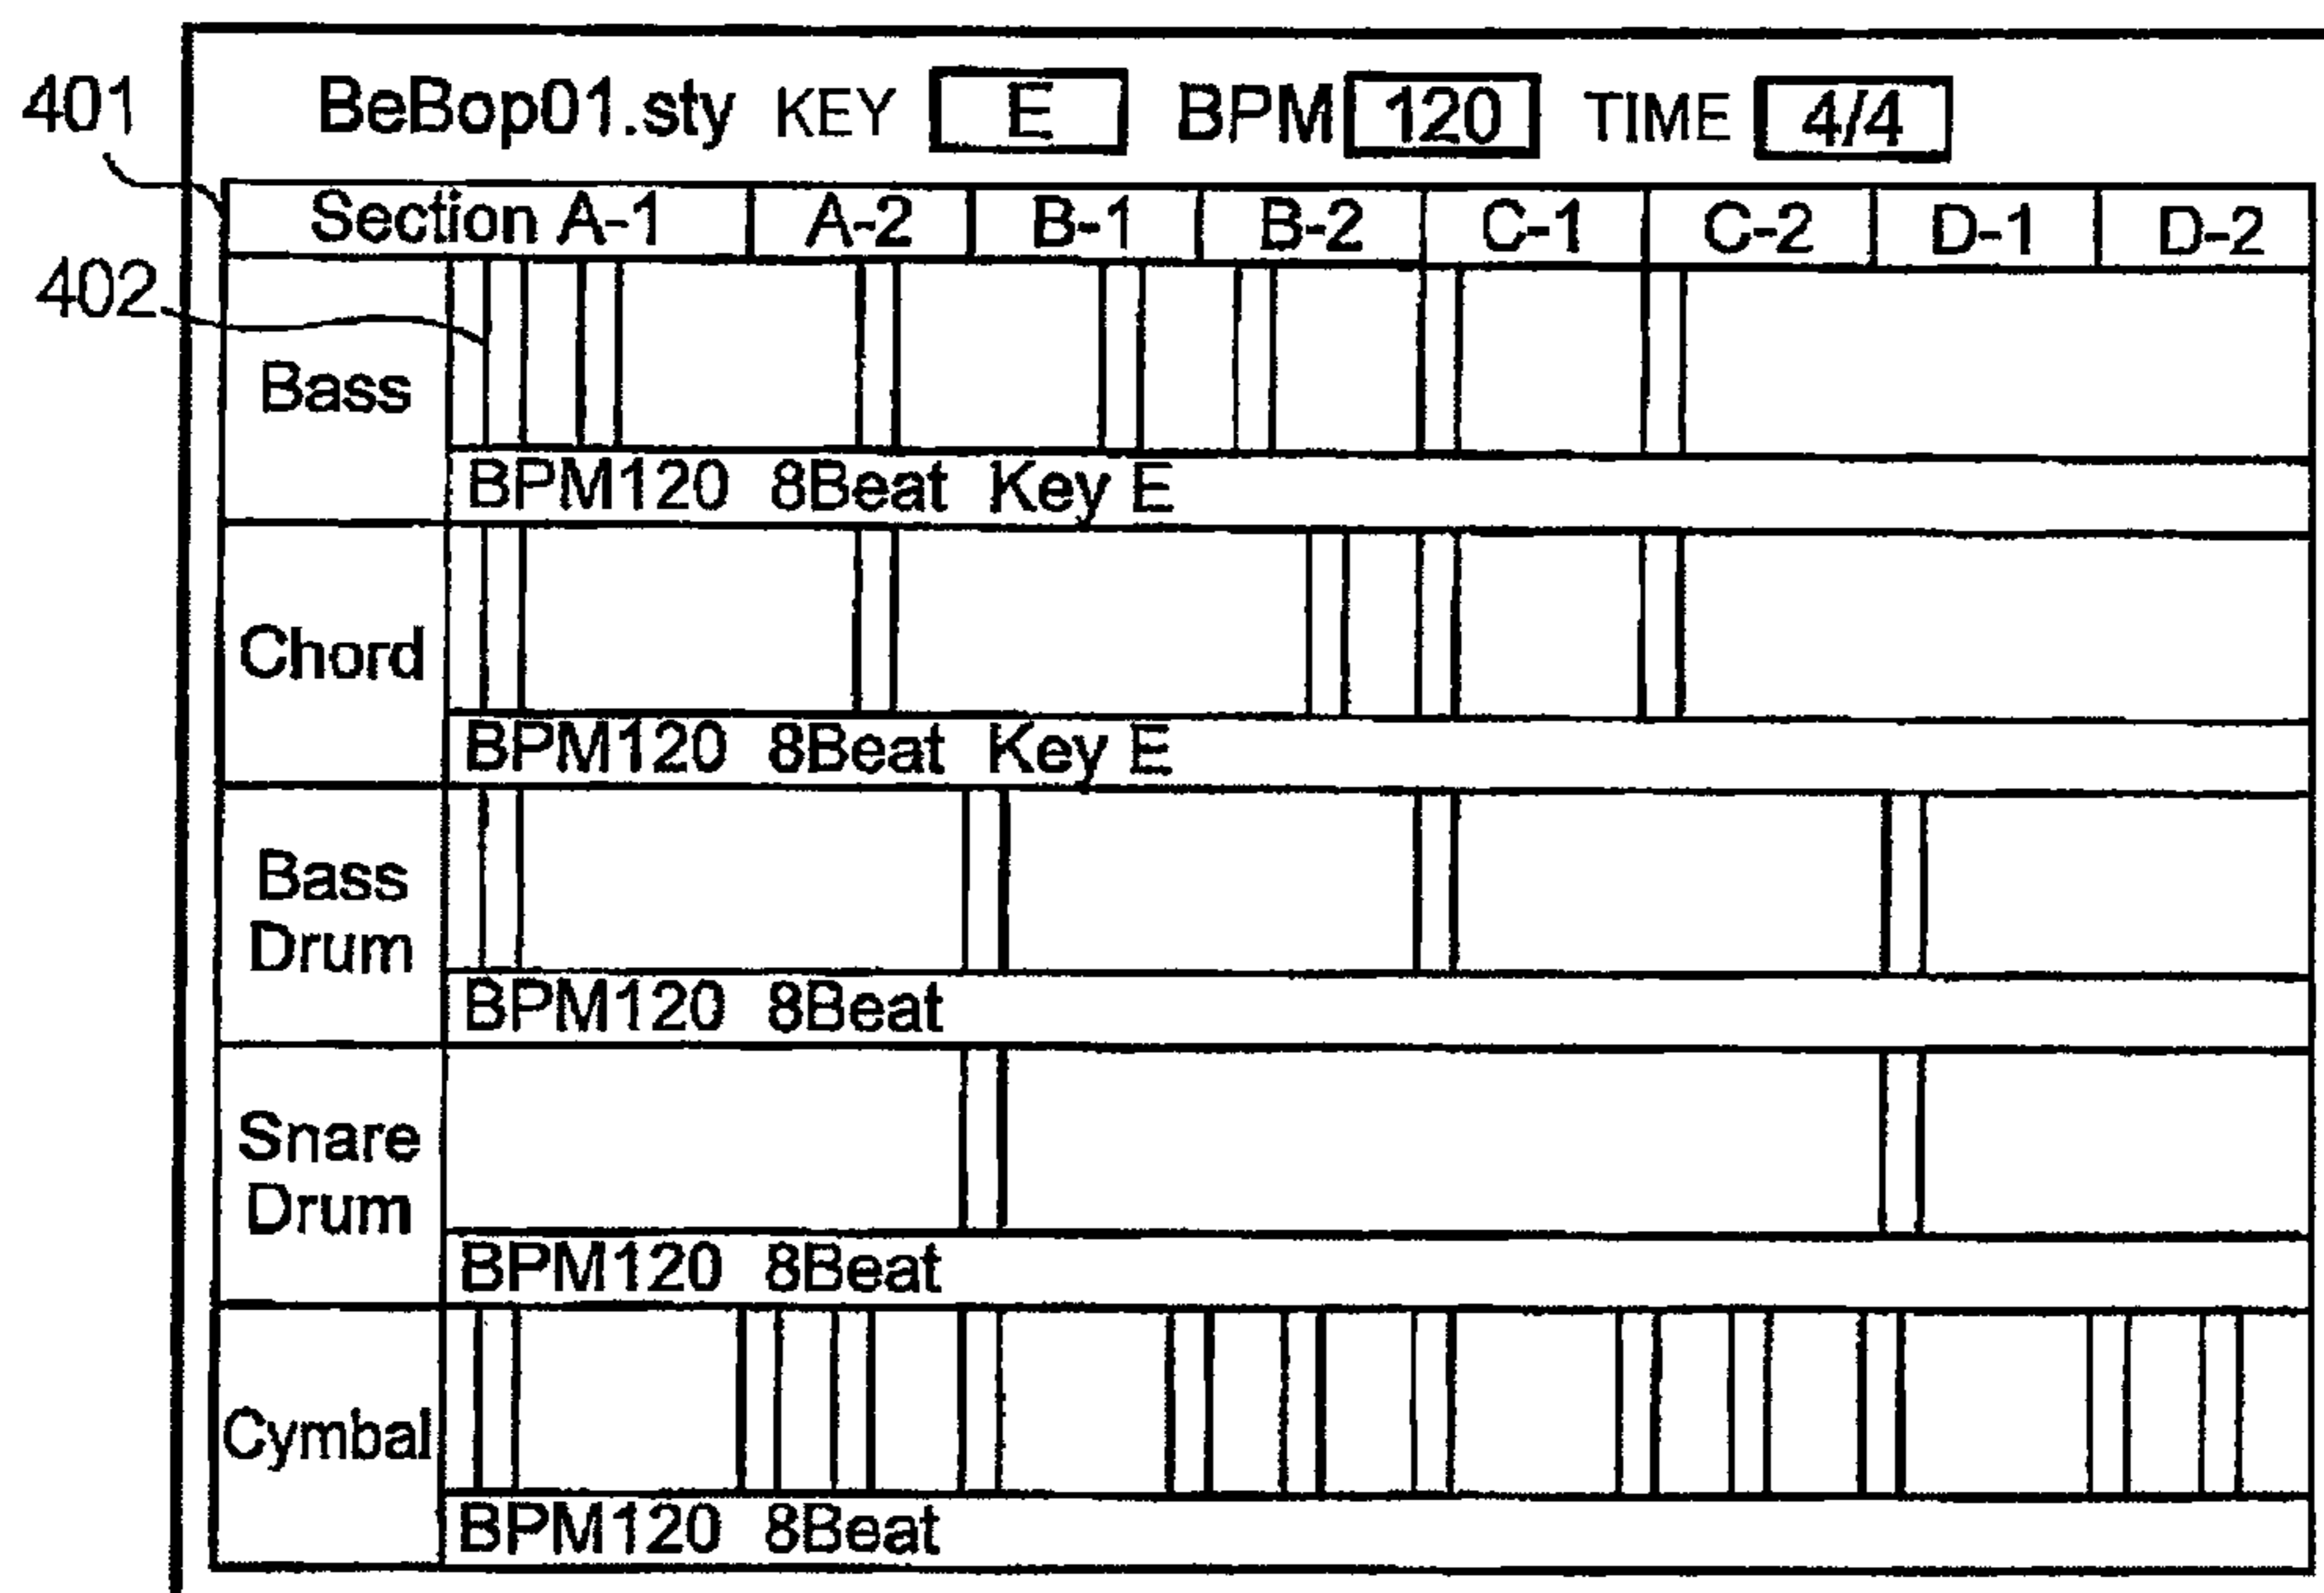 401
BeBop01.sty KEY E BPM 120 TIME 4/4
Section A-1 A-2 B-1 B-2 C-1 C-2 D-1 D-2
402
Bass
BPM120 8Beat Key E
Chord
BPM120 8Beat Key E
Bass
Drum
BPM120 8Beat
Snare
Drum
BPM120 8Beat
Cymbal
BPM120 8Beat